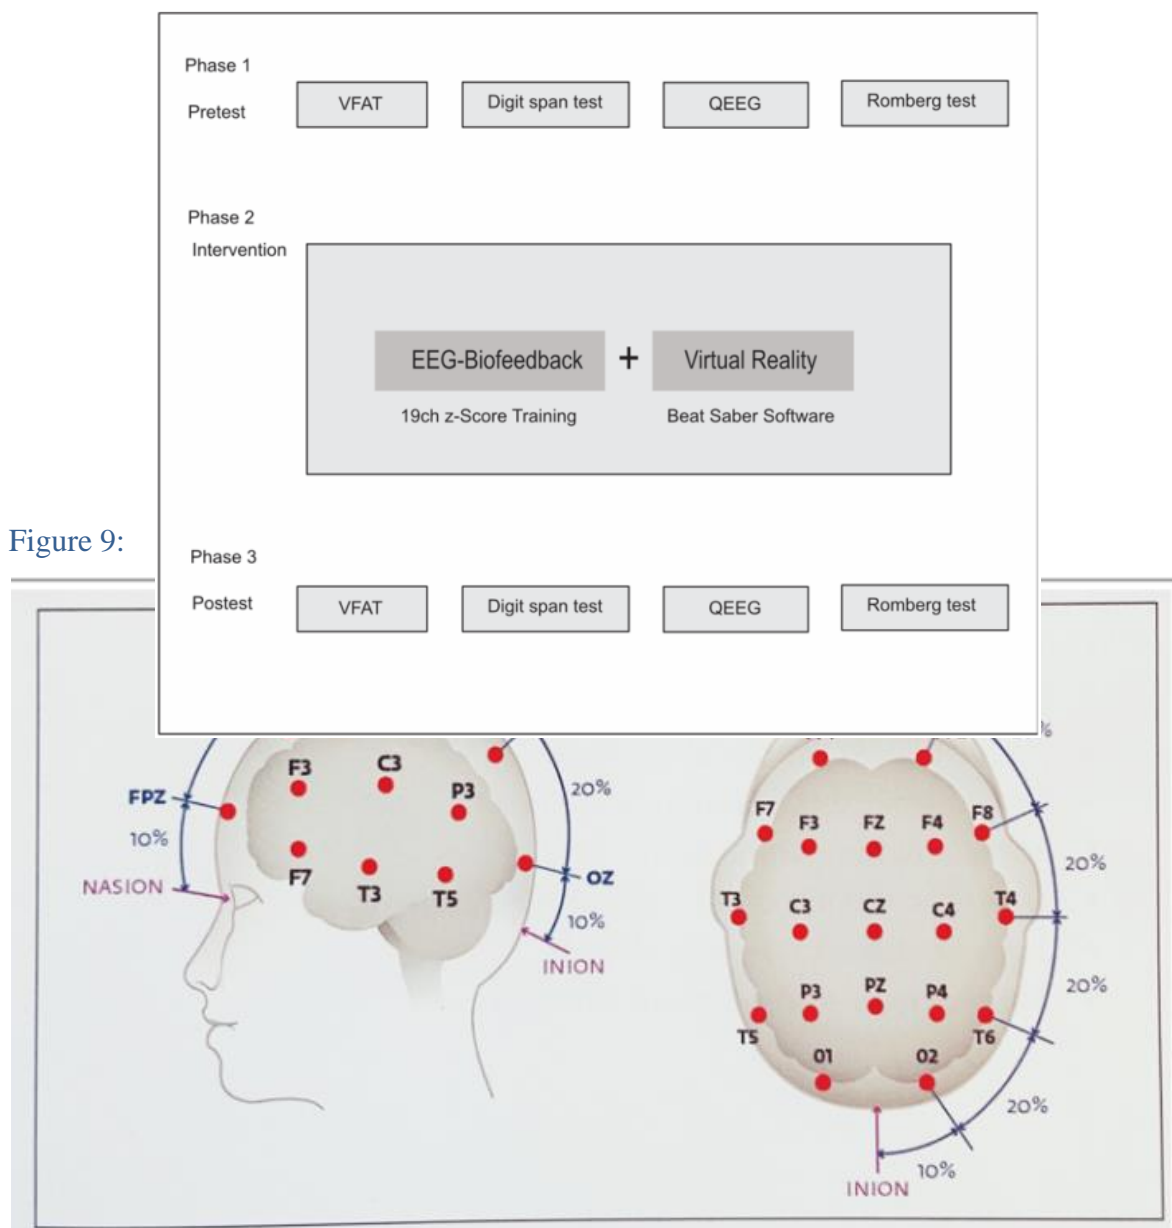 Phase 1
Pretest
VFAT
Digit span test
QEEG
Romberg test
Phase 2
Intervention
EEG-Biofeedback + Virtual Reality
19ch z-Score Training
Beat Saber Software
Figure 9:
Phase 3
Postest
VFAT
Digit span test
QEEG
Romberg test
F3
C3
P3
20%
FPZ
10%
F7
T3
T5
OZ
NASION
10%
INION
%
F7
F3
FZ
F4
F8
20%
T3
C3
CZ
C4
T4
20%
P3
PZ
P4
T5
T6
O1
O2
20%
10%
INION